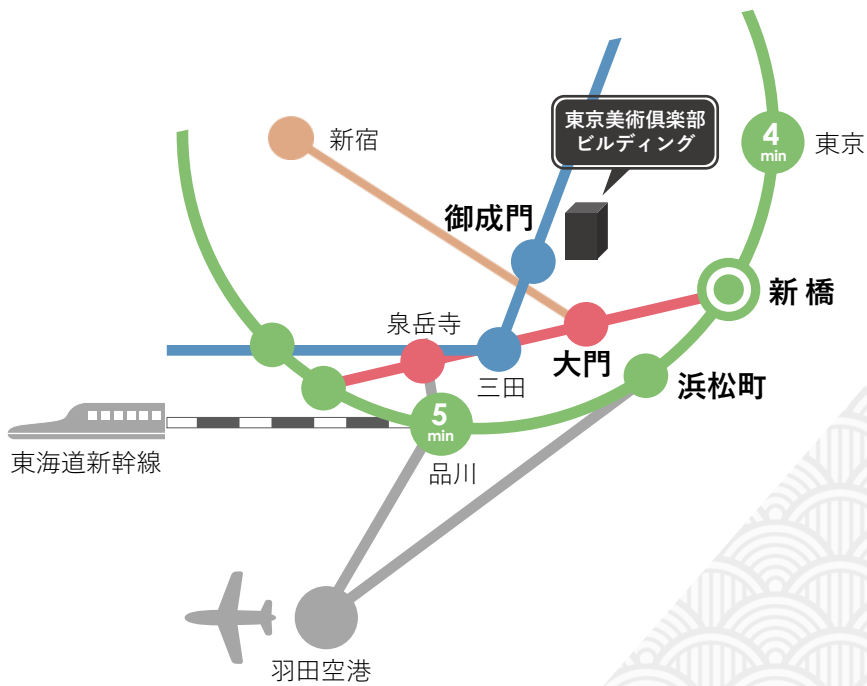 東京美術倶楽部
ビルディング
4
min
東京
新宿
御成門
新橋
泉岳寺
大門
三田
浜松町
5
min
品川
東海道新幹線
羽田空港